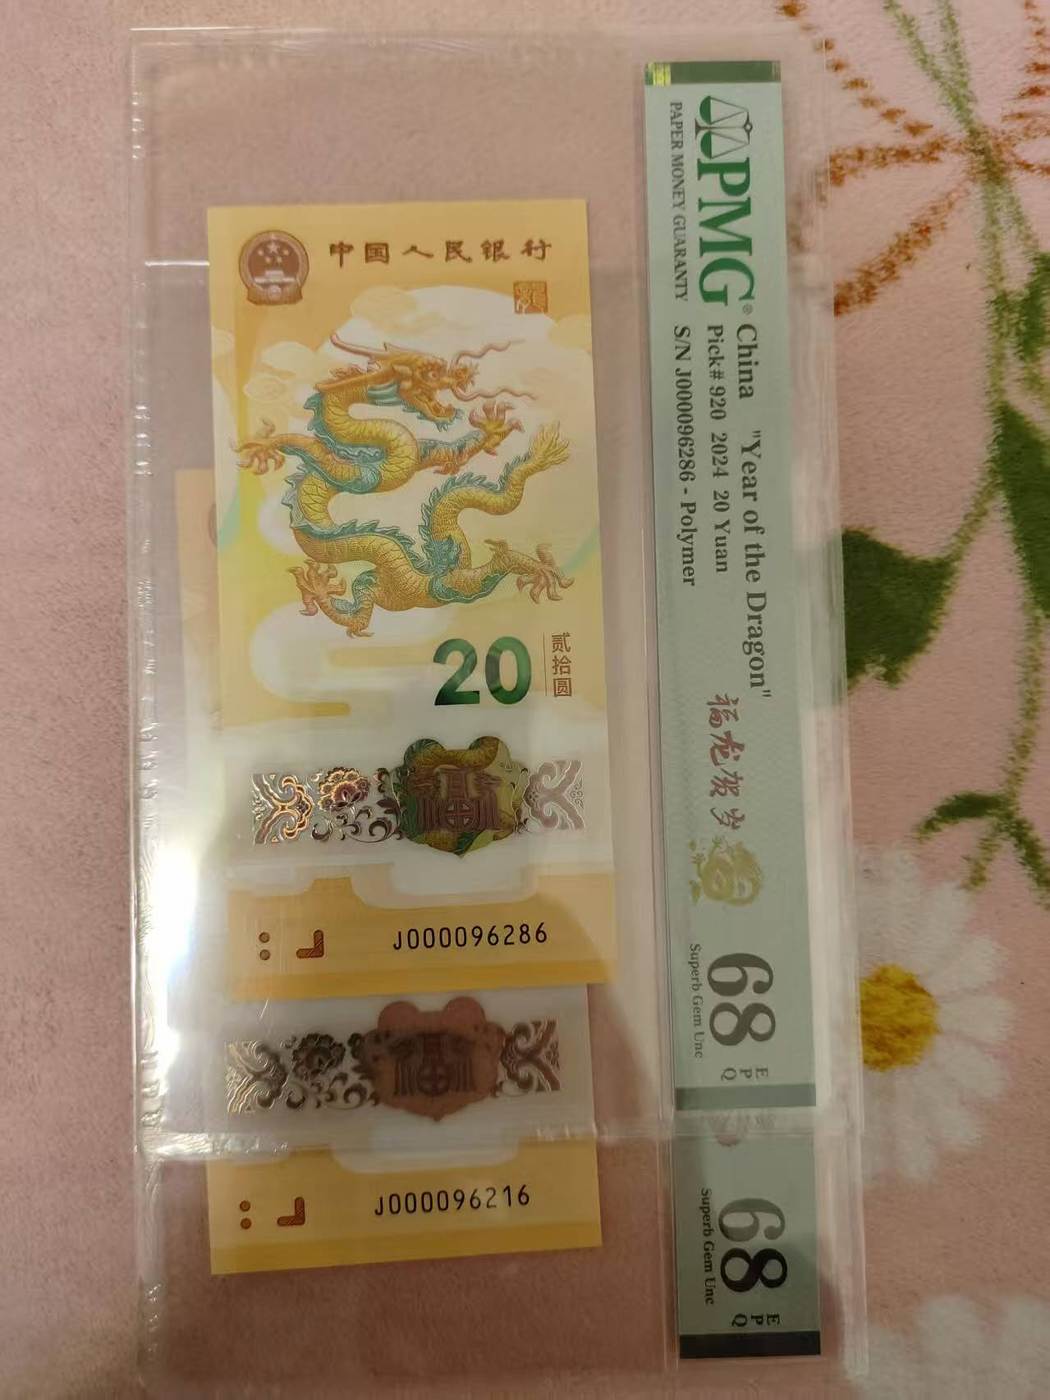 中国人民银行
20
贰拾圆
J000096286
J000096216
PMG®
PAPER MONEY GUARANTY
China "Year of the Dragon"
Pick# 920 2024 20 Yuan
S/N J000096286 - Polymer
福龙贺岁
68 EPQ
Superb Gem Unc
68 EPQ
Superb Gem Unc